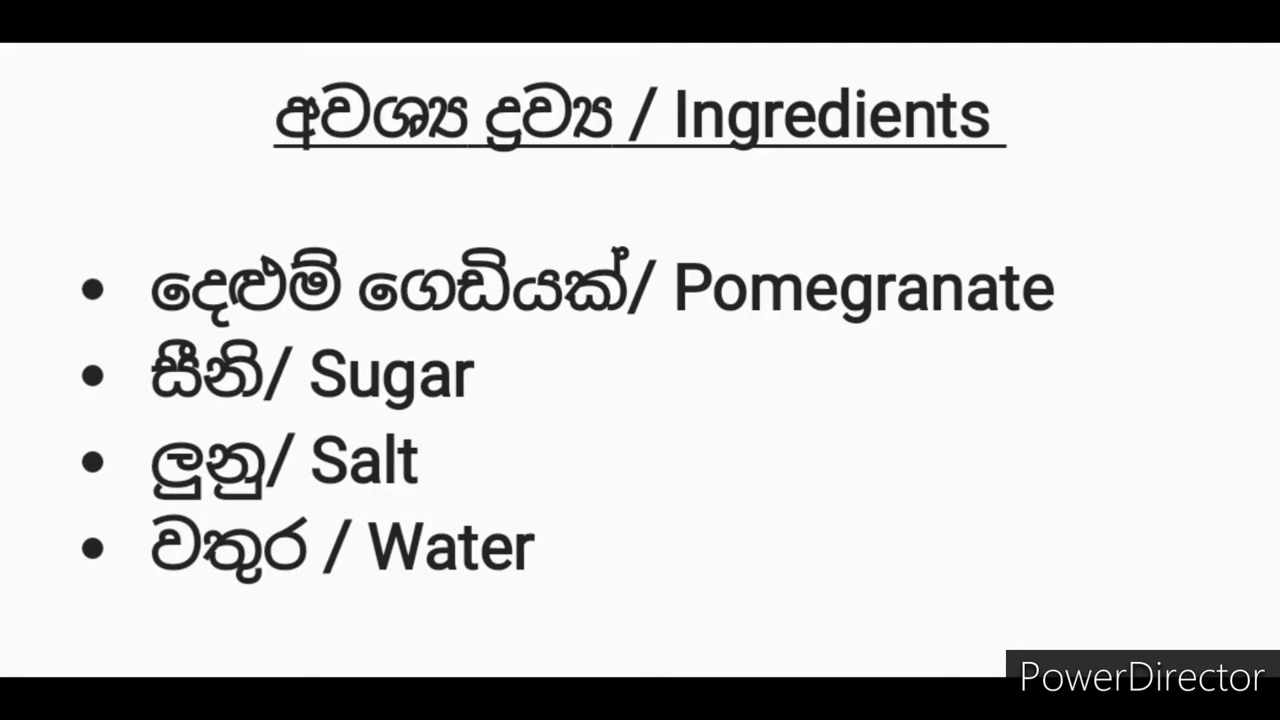 අවශ්‍ය ද්‍රව්‍ය / Ingredients
• දෙළුම් ගෙඩියක්/ Pomegranate
• සීනි/ Sugar
• ලුනු/ Salt
• වතුර / Water
PowerDirector